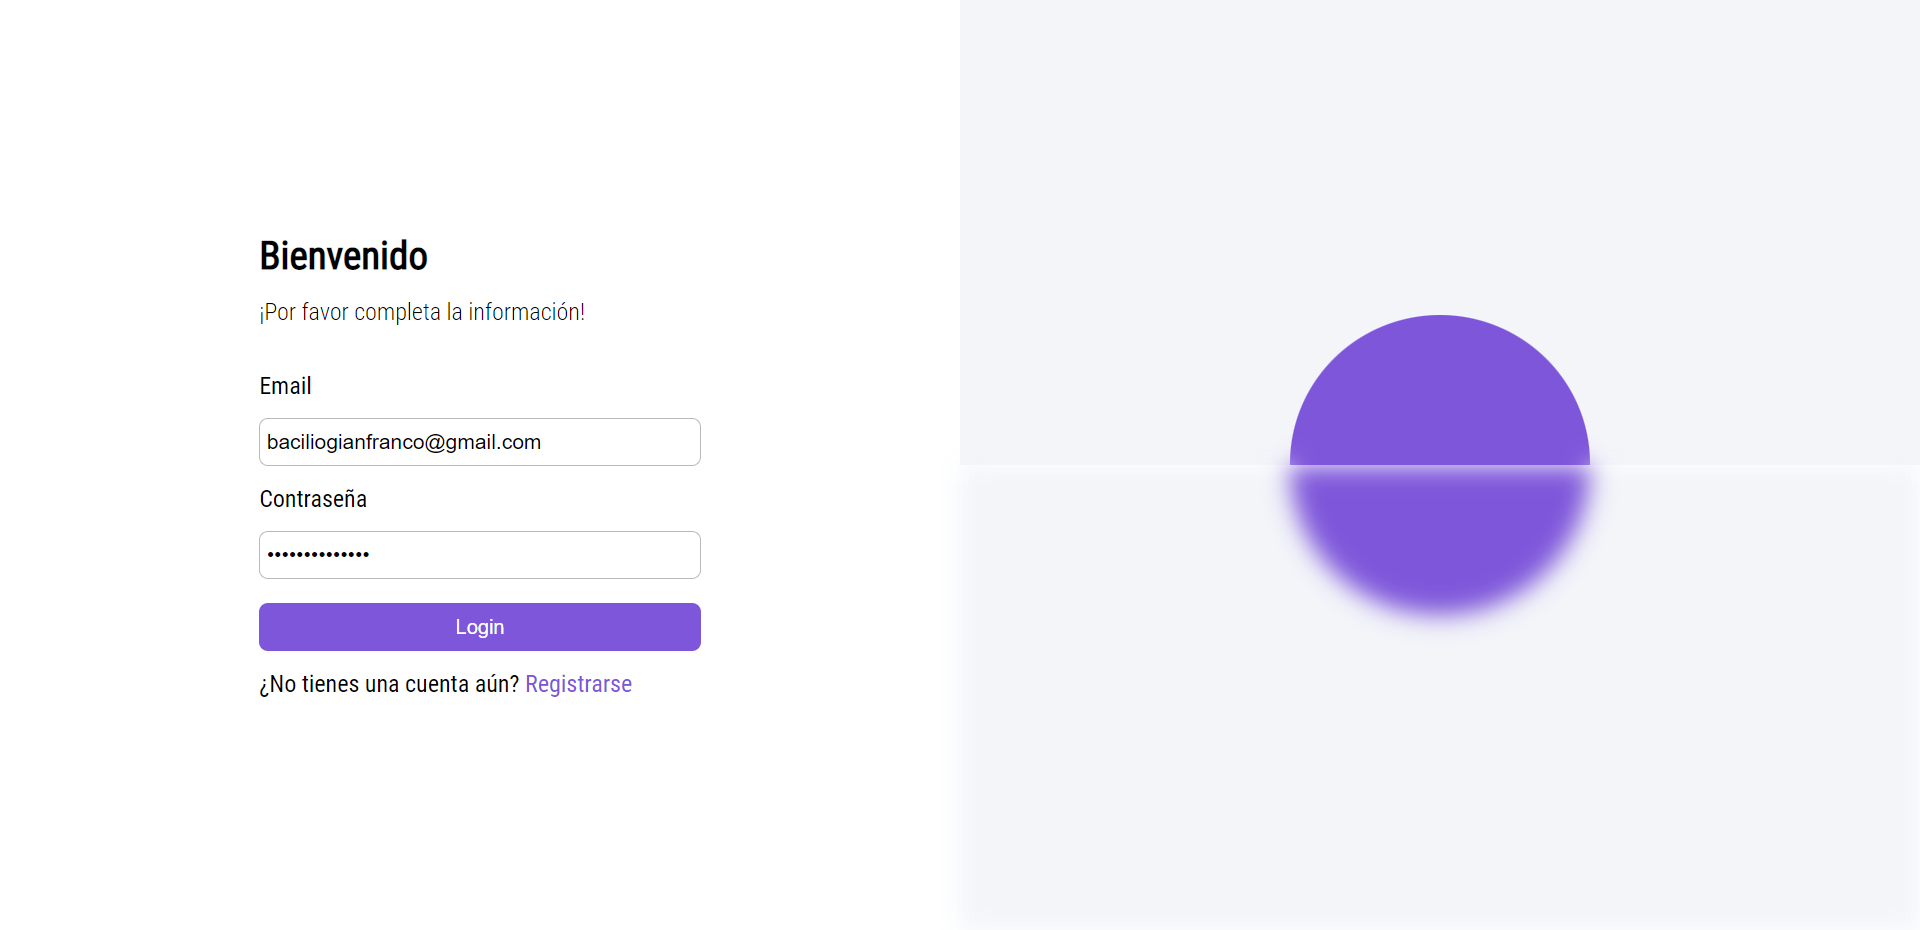 Bienvenido
¡Por favor completa la información!
Email
baciliogianfranco@gmail.com
Contraseña
••••••••••••••
Login
¿No tienes una cuenta aún? Registrarse